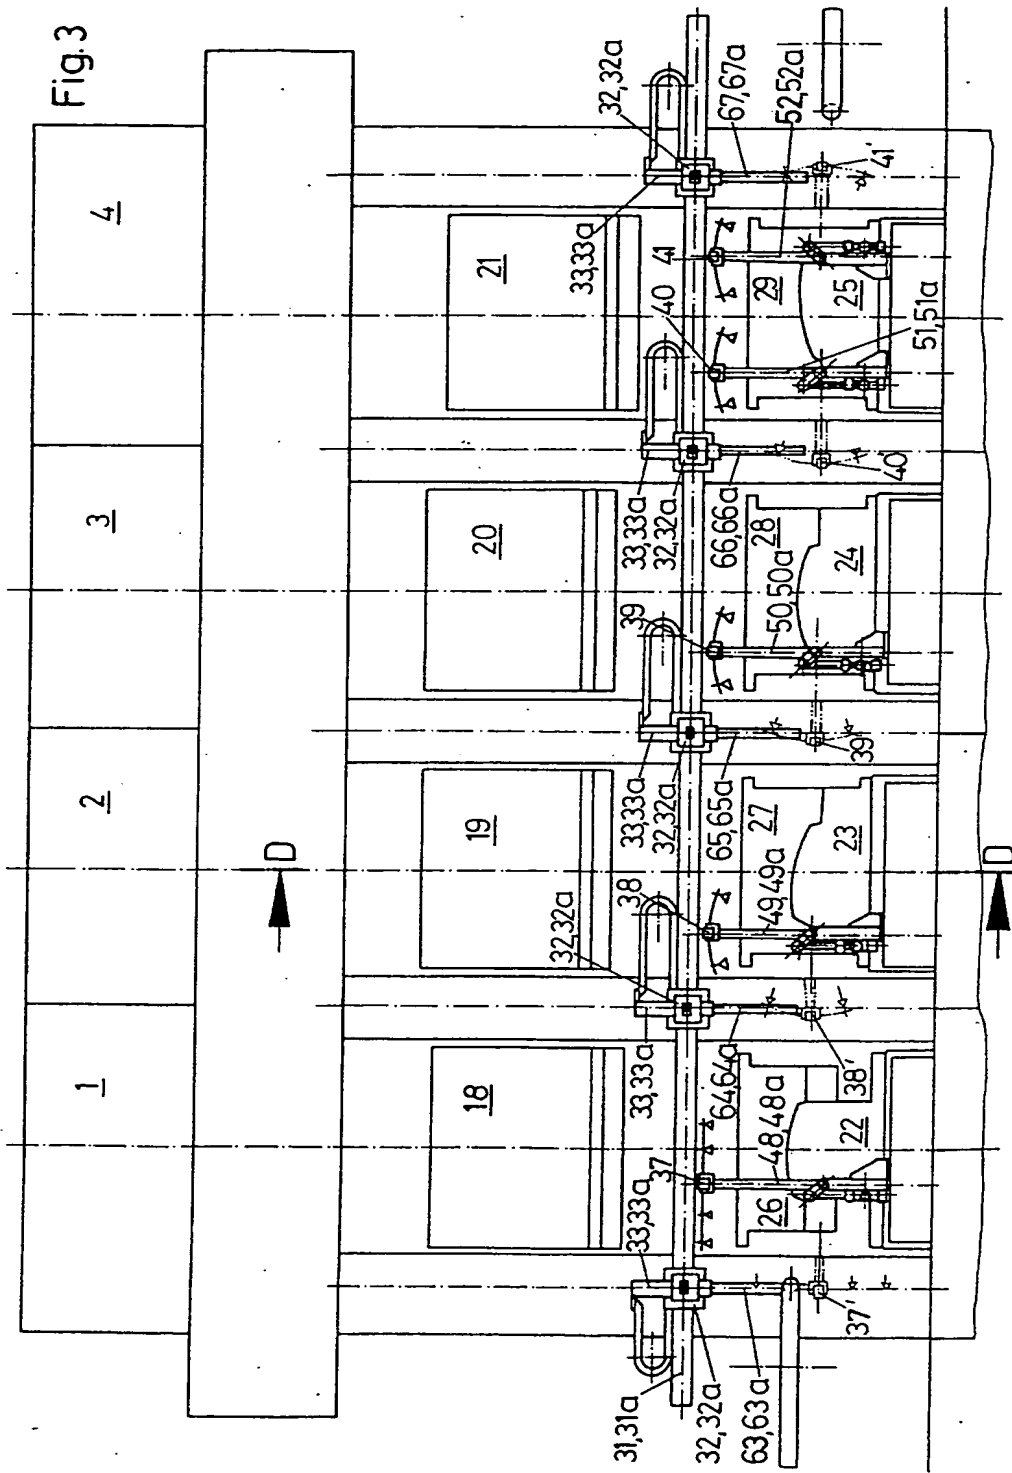 Fig.3
1
2
3
4
D
18
19
20
21
33,33a
33,33a
33,33a
33,33a
33,33a
32,32a
32,32a
32,32a
32,32a
32,32a
31,31a
37
38
39
40
41
63,63a
64,64a
65,65a
66,66a
67,67a
48,48a
49,49a
50,50a
51,51a
52,52a
26
27
28
29
22
23
24
25
37'
38'
39
40
41'
D